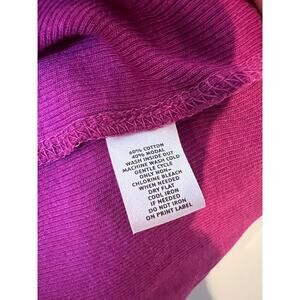 60% COTTON
40% MODAL
WASH INSIDE OUT
MACHINE WASH COLD
GENTLE CYCLE
ONLY NON-
CHLORINE BLEACH
WHEN NEEDED
DRY FLAT
COOL IRON
IF NEEDED
DO NOT IRON
ON PRINT LABEL